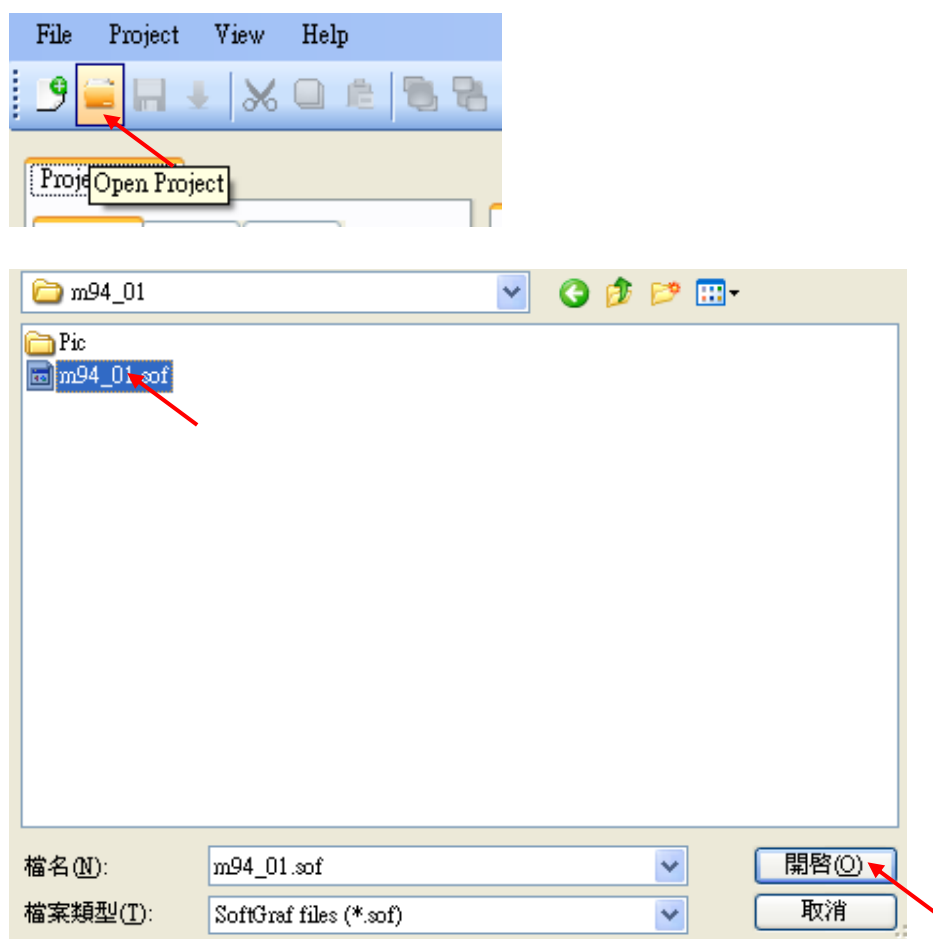 File Project View Help
Proje
Open Project
m94_01
Pic
m94_01.sof
檔名(N): m94_01.sof 開啓(O)
檔案類型(T): SoftGraf files (*.sof) 取消